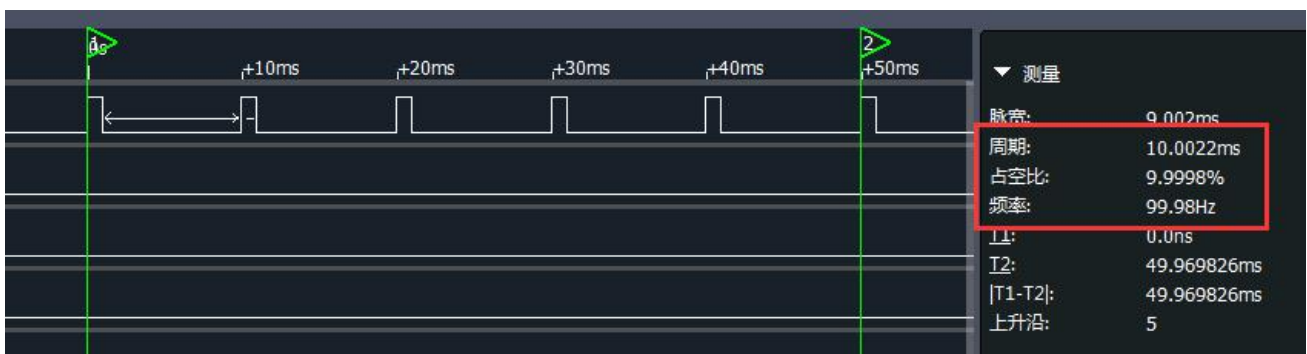 1 2
0s +10ms +20ms +30ms +40ms +50ms
▼ 测量
脉宽: 9.002ms
周期: 10.0022ms
占空比: 9.9998%
频率: 99.98Hz
T1: 0.0ns
T2: 49.969826ms
|T1-T2|: 49.969826ms
上升沿: 5